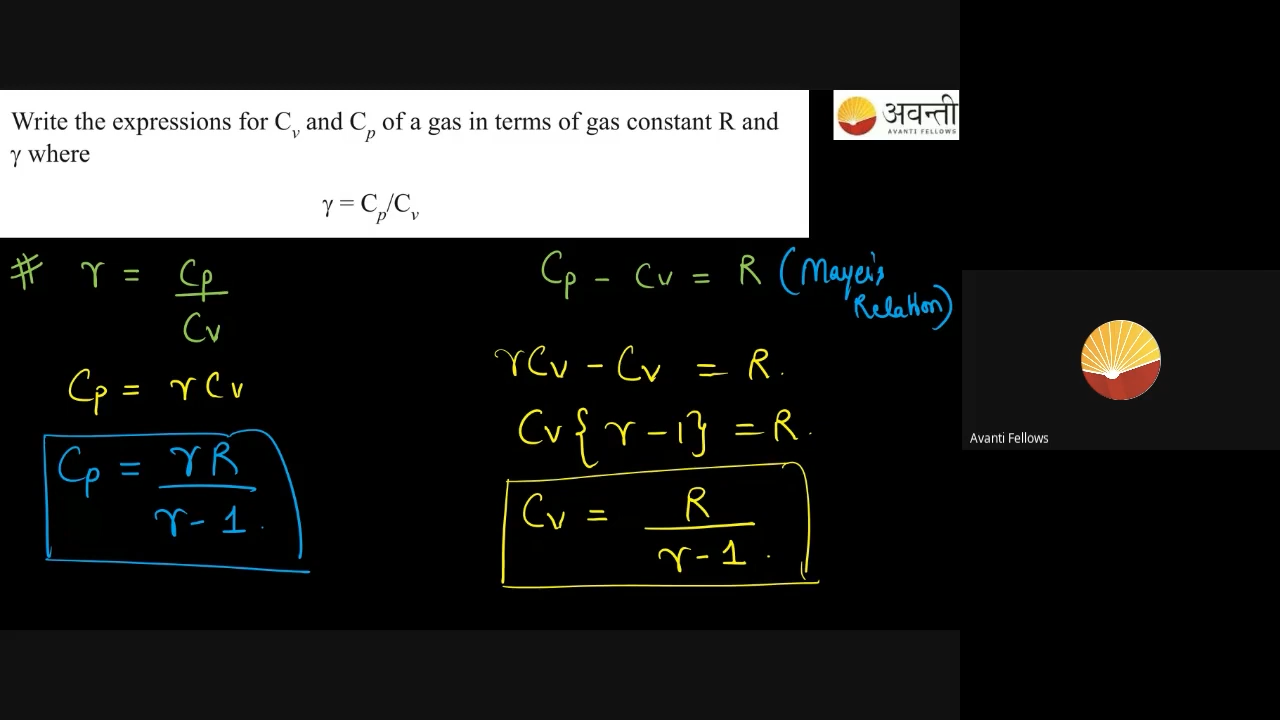 Write the expressions for Cv and Cp of a gas in terms of gas constant R and
γ where
γ = Cp/Cv
अवन्ती
AVANTI FELLOWS
# γ = Cp/Cv
Cp = γCv
Cp = γR/γ-1.
Cp - Cv = R (Mayer's
Relation)
γCv - Cv = R.
Cv{γ-1} = R.
Cv = R/γ-1.
Avanti Fellows